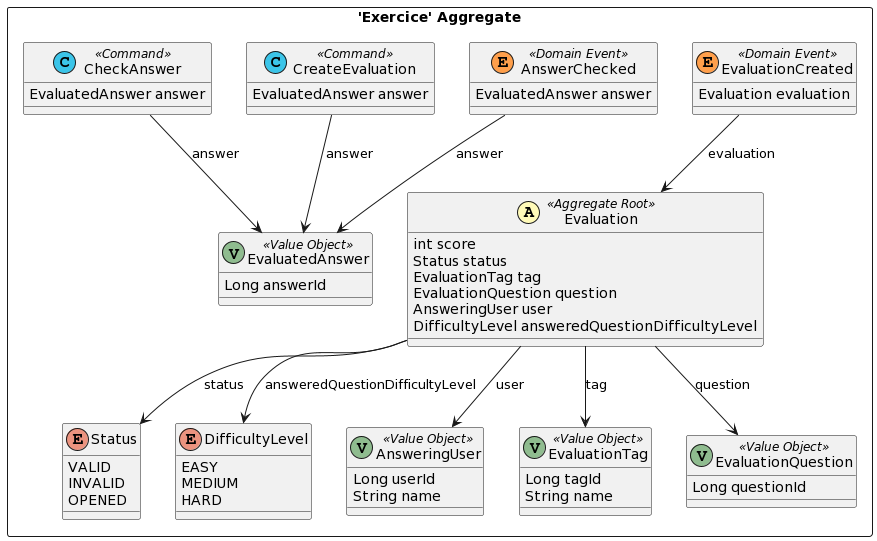 'Exercice' Aggregate
C
«Command»
CheckAnswer
EvaluatedAnswer answer
C
«Command»
CreateEvaluation
EvaluatedAnswer answer
E
«Domain Event»
AnswerChecked
EvaluatedAnswer answer
E
«Domain Event»
EvaluationCreated
Evaluation evaluation
answer
answer
answer
evaluation
V
«Value Object»
EvaluatedAnswer
Long answerId
A
«Aggregate Root»
Evaluation
int score
Status status
EvaluationTag tag
EvaluationQuestion question
AnsweringUser user
DifficultyLevel answeredQuestionDifficultyLevel
status
answeredQuestionDifficultyLevel
user
tag
question
E
Status
VALID
INVALID
OPENED
E
DifficultyLevel
EASY
MEDIUM
HARD
V
«Value Object»
AnsweringUser
Long userId
String name
V
«Value Object»
EvaluationTag
Long tagId
String name
V
«Value Object»
EvaluationQuestion
Long questionId